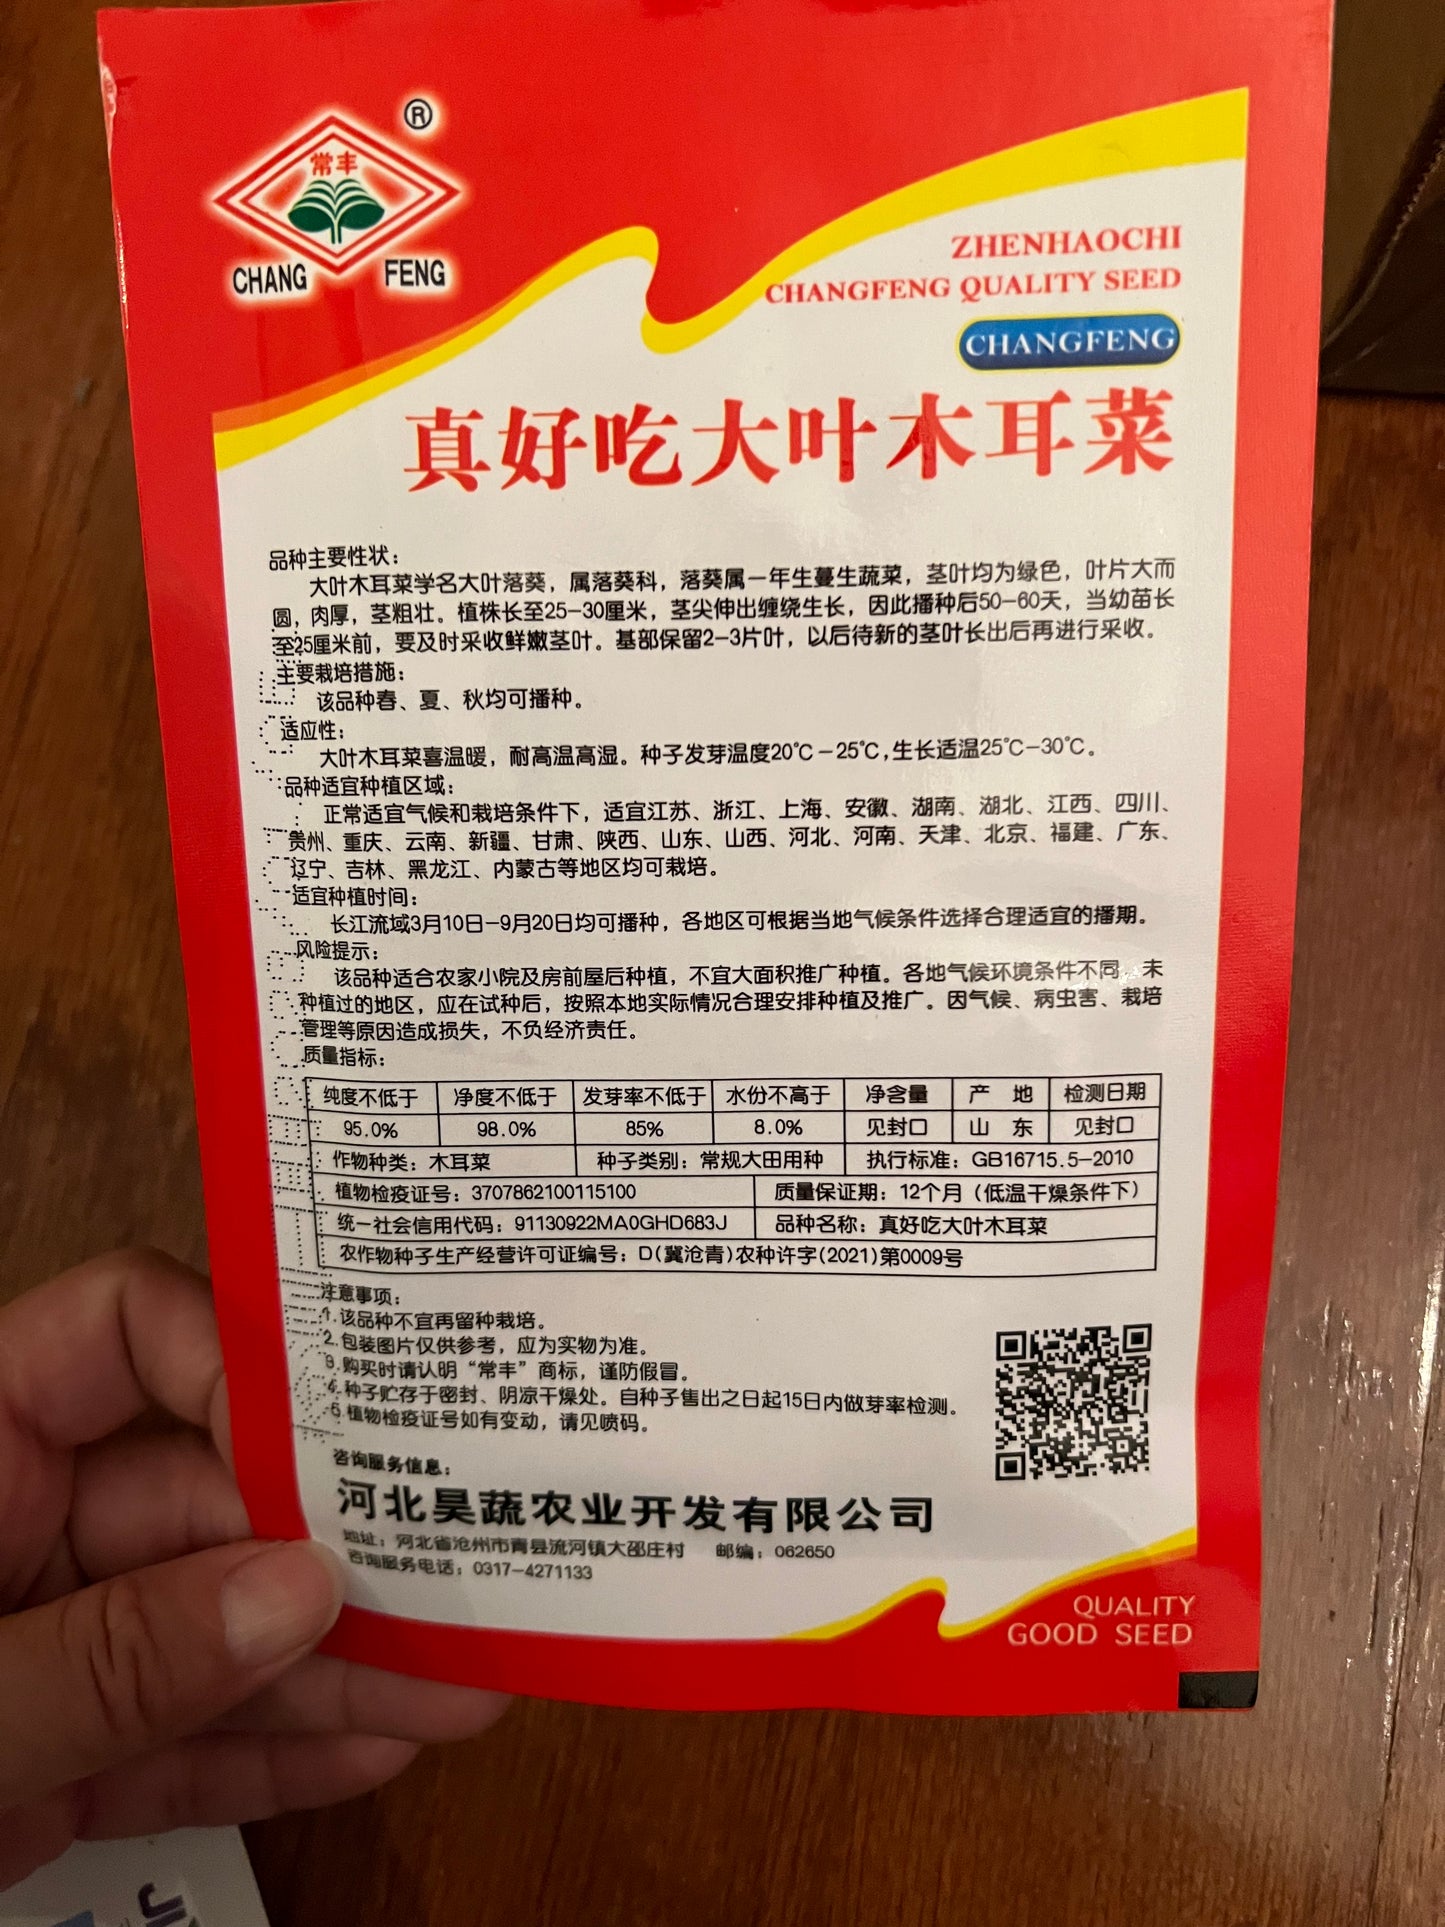 常丰
®
CHANG FENG
ZHENHAOCHI
CHANGFENG QUALITY SEED
CHANGFENG
真好吃大叶木耳菜
品种主要性状：
大叶木耳菜学名大叶落葵，属落葵科，落葵属一年生蔓生蔬菜，茎叶均为绿色，叶片大而
圆，肉厚，茎粗壮。植株长至25-30厘米，茎尖伸出缠绕生长，因此播种后50-60天，当幼苗长
至25厘米前，要及时采收鲜嫩茎叶。基部保留2-3片叶，以后待新的茎叶长出后再进行采收。
主要栽培措施：
该品种春、夏、秋均可播种。
适应性：
大叶木耳菜喜温暖，耐高温高湿。种子发芽温度20℃-25℃,生长适温25℃-30℃。
品种适宜种植区域：
正常适宜气候和栽培条件下，适宜江苏、浙江、上海、安徽、湖南、湖北、江西、四川、
贵州、重庆、云南、新疆、甘肃、陕西、山东、山西、河北、河南、天津、北京、福建、广东、
辽宁、吉林、黑龙江、内蒙古等地区均可栽培。
适宜种植时间：
长江流域3月10日-9月20日均可播种，各地区可根据当地气候条件选择合理适宜的播期。
风险提示：
该品种适合农家小院及房前屋后种植，不宜大面积推广种植。各地气候环境条件不同，未
种植过的地区，应在试种后，按照本地实际情况合理安排种植及推广。因气候、病虫害、栽培
管理等原因造成损失，不负经济责任。
质量指标：
纯度不低于 净度不低于 发芽率不低于 水份不高于 净含量 产 地 检测日期
95.0% 98.0% 85% 8.0% 见封口 山 东 见封口
作物种类：木耳菜 种子类别：常规大田用种 执行标准：GB16715.5-2010
植物检疫证号：3707862100115100 质量保证期：12个月（低温干燥条件下）
统一社会信用代码：91130922MA0GHD683J 品种名称：真好吃大叶木耳菜
农作物种子生产经营许可证编号：D(冀沧青)农种许字(2021)第0009号
注意事项：
1.该品种不宜再留种栽培。
2.包装图片仅供参考，应为实物为准。
3.购买时请认明“常丰”商标，谨防假冒。
4.种子贮存于密封、阴凉干燥处。自种子售出之日起15日内做芽率检测。
5.植物检疫证号如有变动，请见喷码。
咨询服务信息：
河北昊蔬农业开发有限公司
地址：河北省沧州市青县流河镇大邵庄村 邮编：062650
咨询服务电话：0317-4271133
QUALITY
GOOD SEED